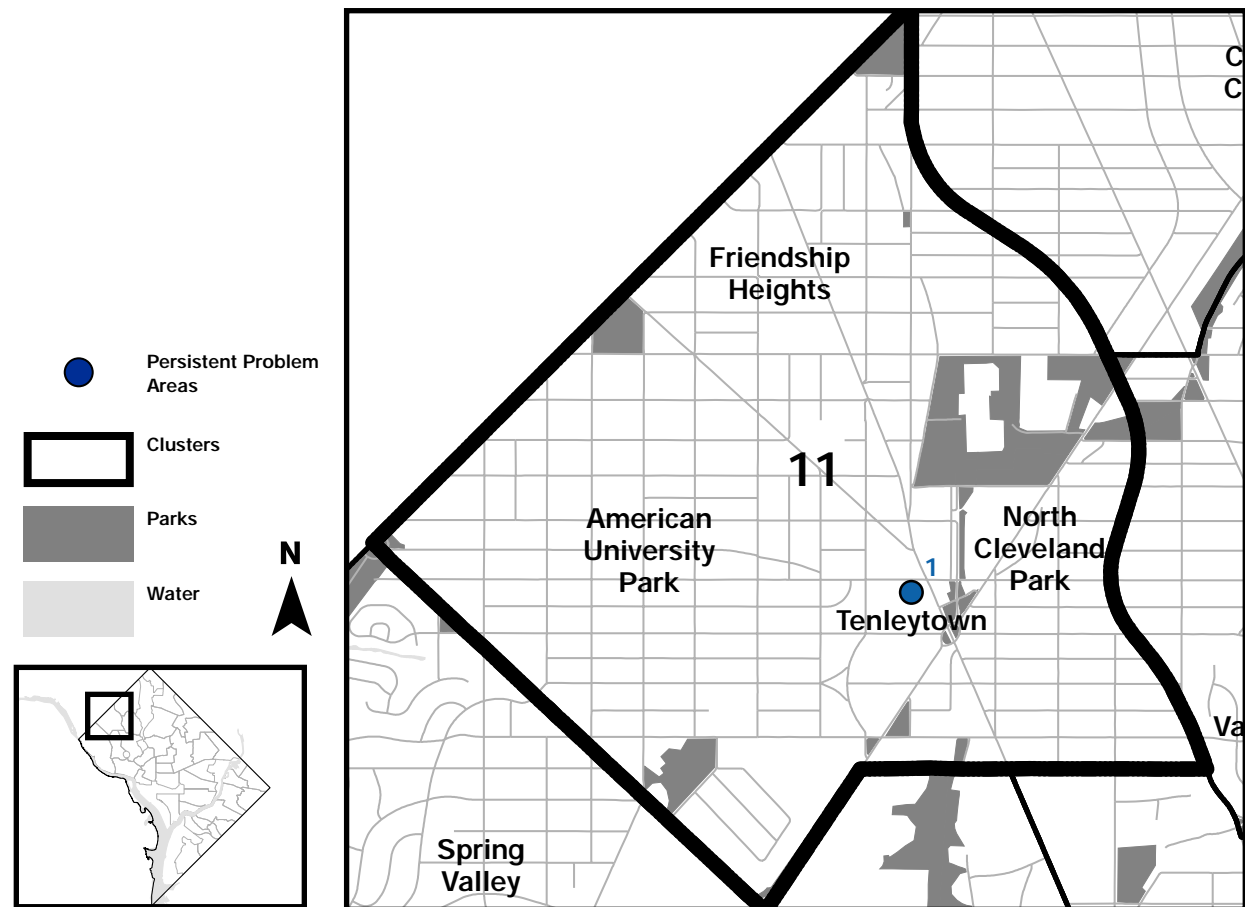 C
C
Friendship
Heights
Persistent Problem
Areas
Clusters
11
Parks
American
University
Park
North
Cleveland
Park
N
1
Water
Tenleytown
Va
Spring
Valley